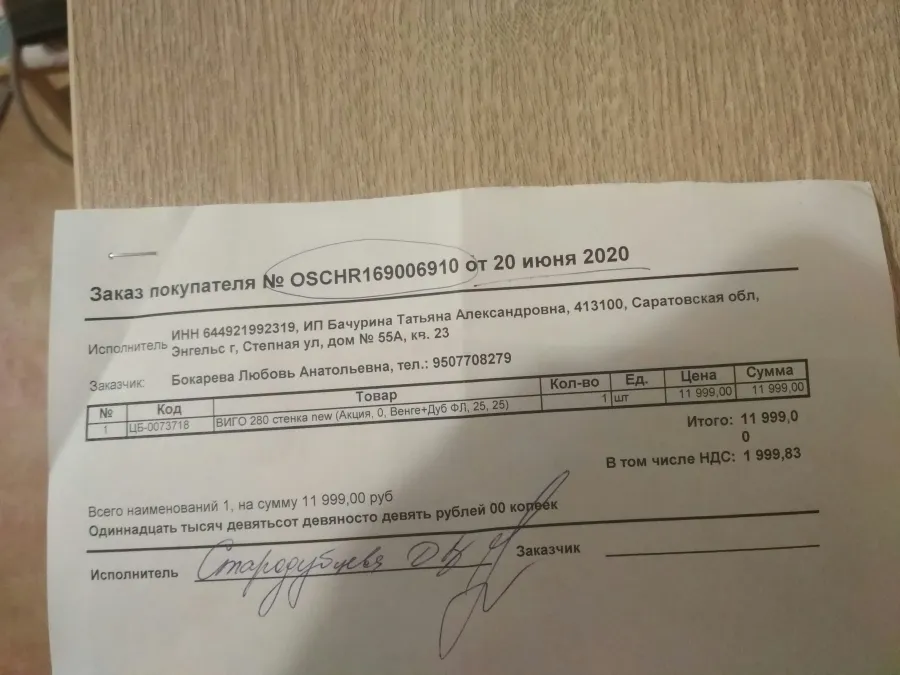 Заказ покупателя № OSCHR169006910 от 20 июня 2020
Исполнитель ИНН 644921992319, ИП Бачурина Татьяна Александровна, 413100, Саратовская обл,
Энгельс г, Степная ул, дом № 55А, кв. 23
Заказчик: Бокарева Любовь Анатольевна, тел.: 9507708279
№ Код Товар Кол-во Ед. Цена Сумма
1 ЦБ-0073718 ВИГО 280 стенка new (Акция, 0, Венге+Дуб ФЛ, 25, 25) 1 шт 11 999,00 11 999,00
Итого: 11 999,0
0
В том числе НДС: 1 999,83
Всего наименований 1, на сумму 11 999,00 руб
Одиннадцать тысяч девятьсот девяносто девять рублей 00 копеек
Исполнитель Стародубцева Заказчик